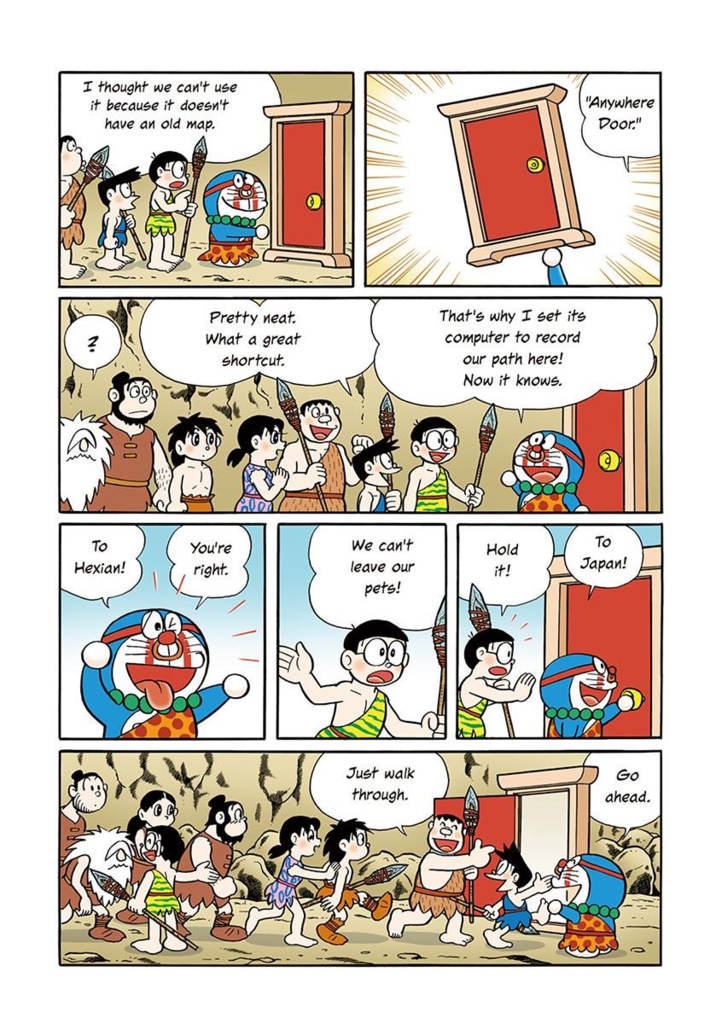 "Anywhere
Door."
I thought we can't use
it because it doesn't
have an old map.
That's why I set its
computer to record
our path here!
Now it knows.
Pretty neat.
What a great
shortcut.
?
To
Japan!
Hold
it!
We can't
leave our
pets!
You're
right.
To
Hexian!
Go
ahead.
Just walk
through.